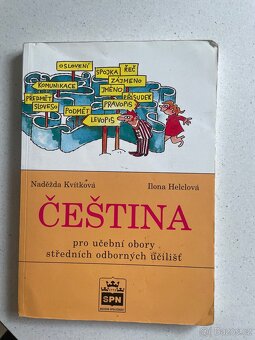 OSLOVENÍ
SPOJKA
ŘEČ
KOMUNIKACE
ZÁJMENO
JMÉNO
PŘEDMĚT
PŘÍSUDEK
SLOVESO
PODMĚT
PRAVOPIS
LEVOPIS
Naděžda Kvítková
Ilona Helclová
ČEŠTINA
pro učební obory
středních odborných učilišť
SPN